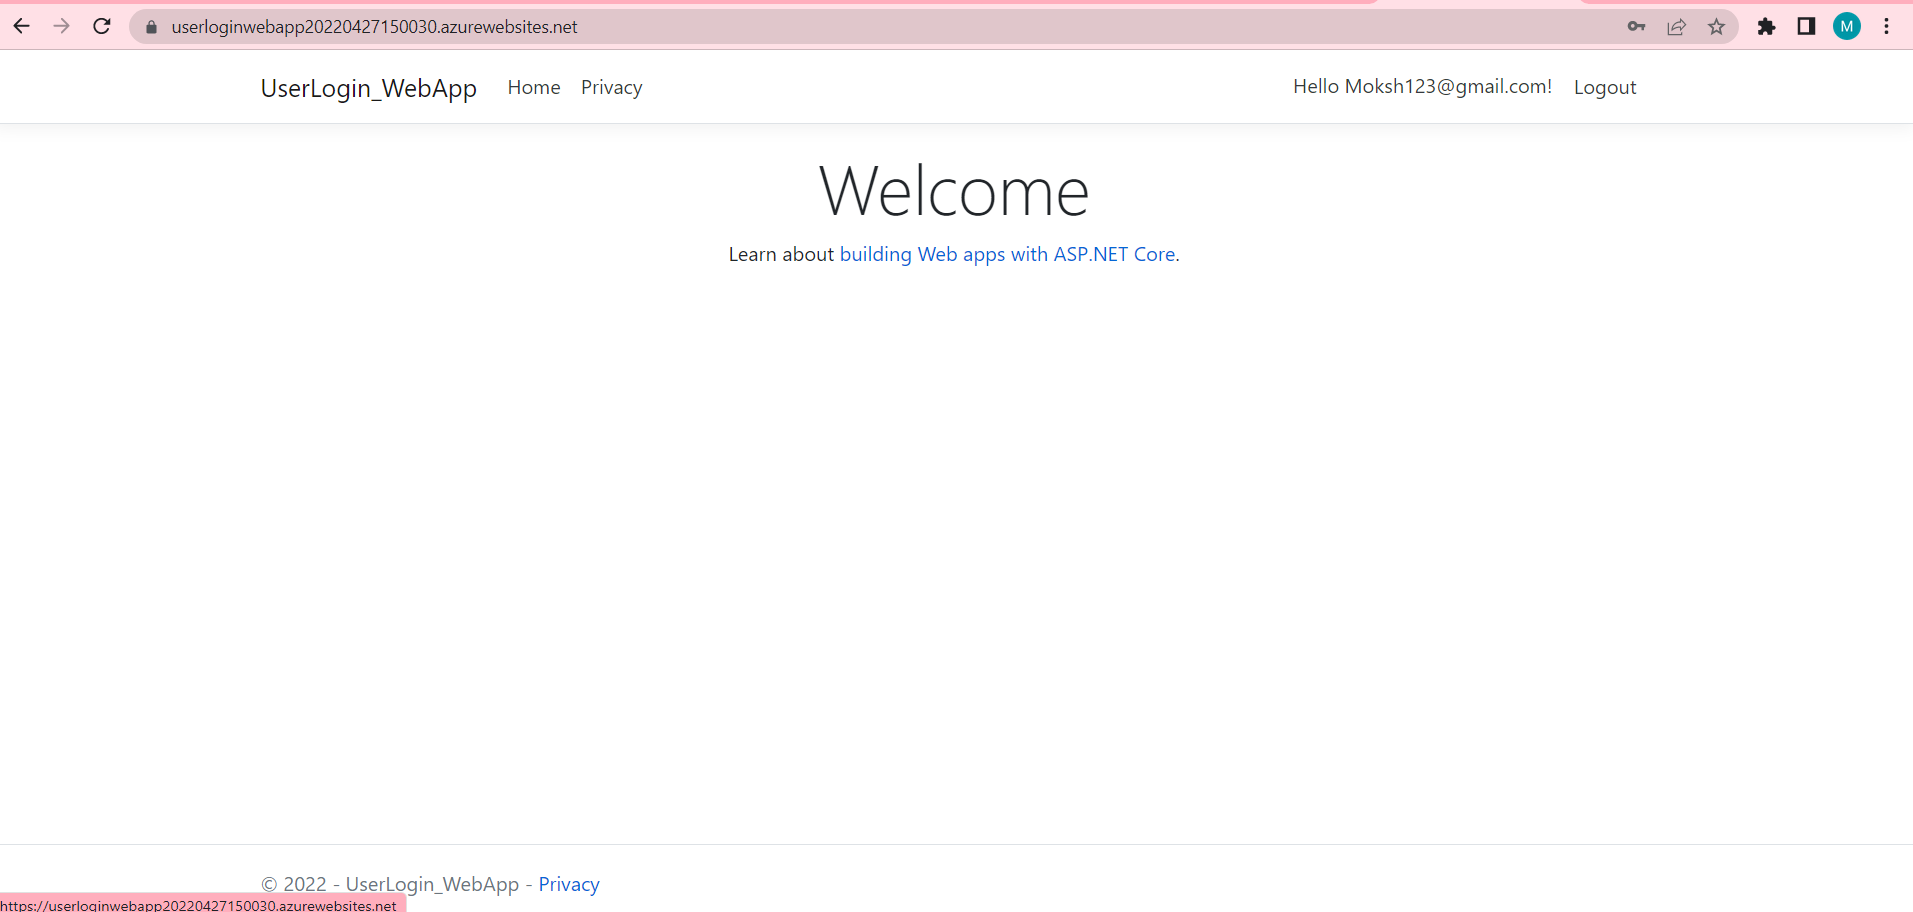 userloginwebapp20220427150030.azurewebsites.net
M
UserLogin_WebApp Home Privacy Hello Moksh123@gmail.com! Logout
Welcome
Learn about building Web apps with ASP.NET Core.
© 2022 - UserLogin_WebApp - Privacy
https://userloginwebapp20220427150030.azurewebsites.net